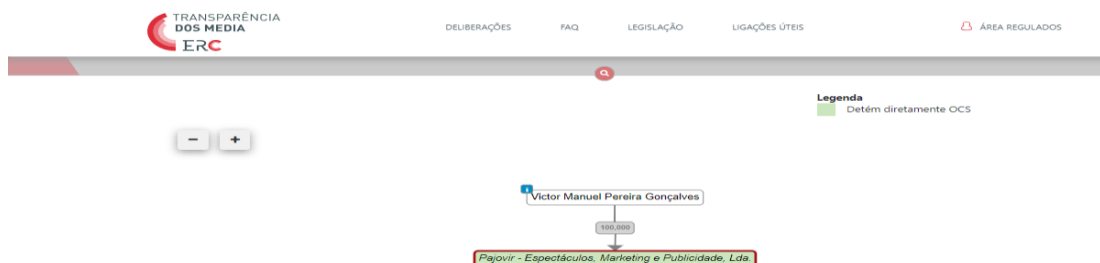 TRANSPARÊNCIA
DOS MEDIA
ERC
DELIBERAÇÕES FAQ LEGISLAÇÃO LIGAÇÕES ÚTEIS ÁREA REGULADOS
Legenda
Detém diretamente OCS
− +
i
Victor Manuel Pereira Gonçalves
100,000
Pajovir - Espectáculos, Marketing e Publicidade, Lda.